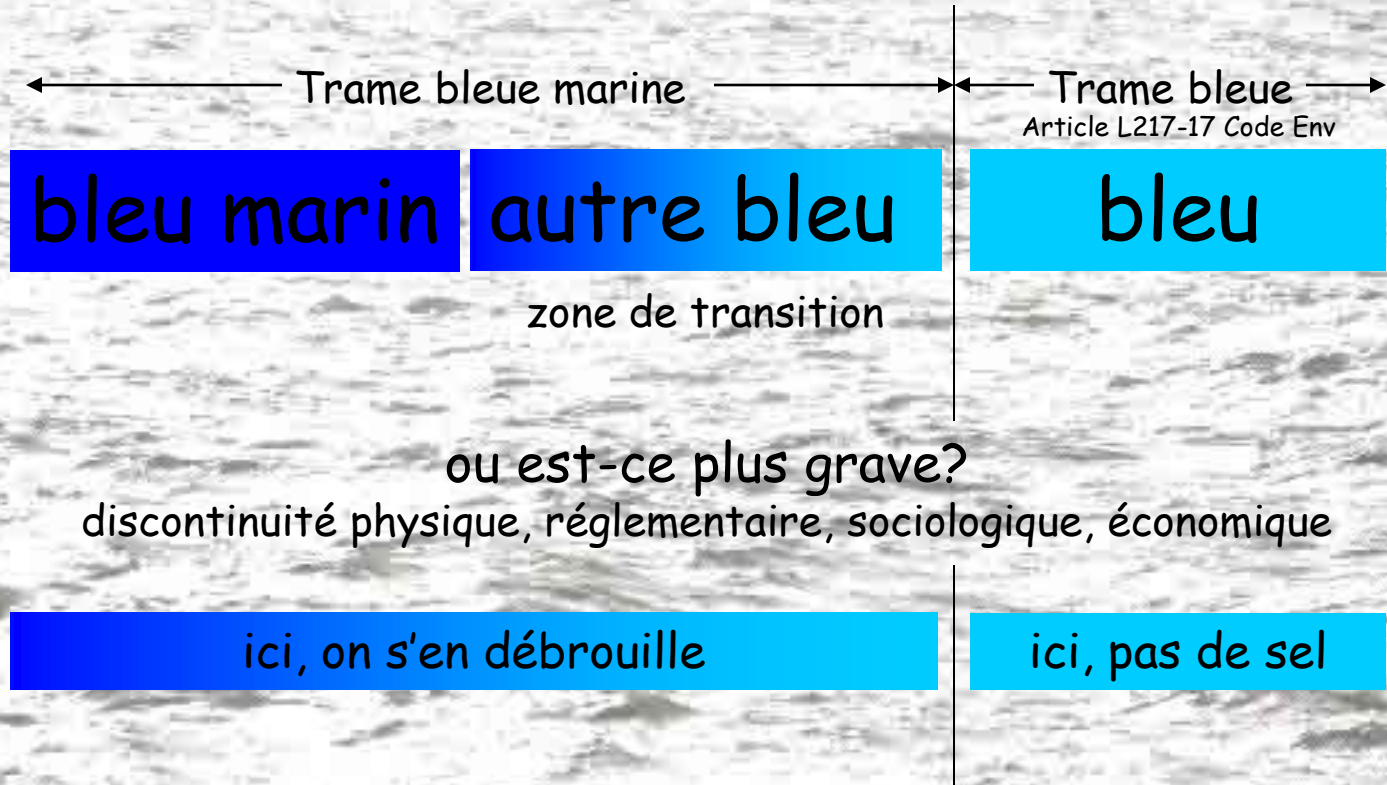 Trame bleue marine
Trame bleue
Article L217-17 Code Env
bleu marin
autre bleu
bleu
zone de transition
ou est-ce plus grave?
discontinuité physique, réglementaire, sociologique, économique
ici, on s'en débrouille
ici, pas de sel